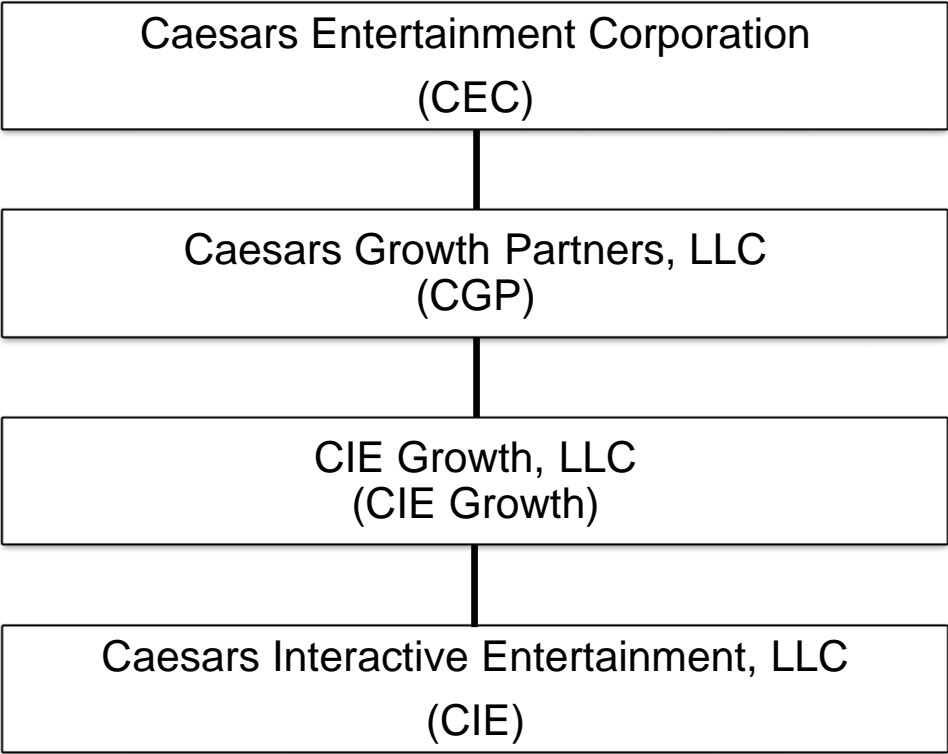 Caesars Entertainment Corporation
(CEC)
Caesars Growth Partners, LLC
(CGP)
CIE Growth, LLC
(CIE Growth)
Caesars Interactive Entertainment, LLC
(CIE)